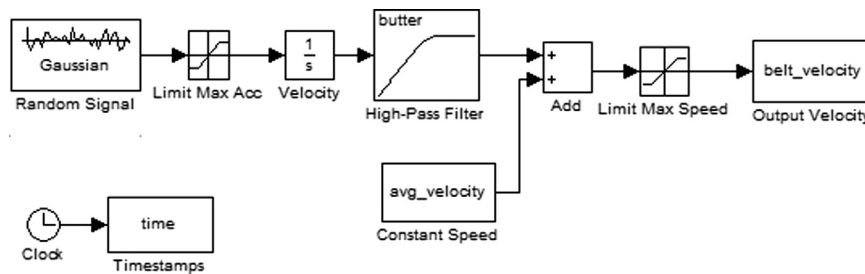 Gaussian
Random Signal
Limit Max Acc
1
s
Velocity
butter
High-Pass Filter
+
+
Add
Limit Max Speed
belt_velocity
Output Velocity
avg_velocity
Constant Speed
Clock
time
Timestamps